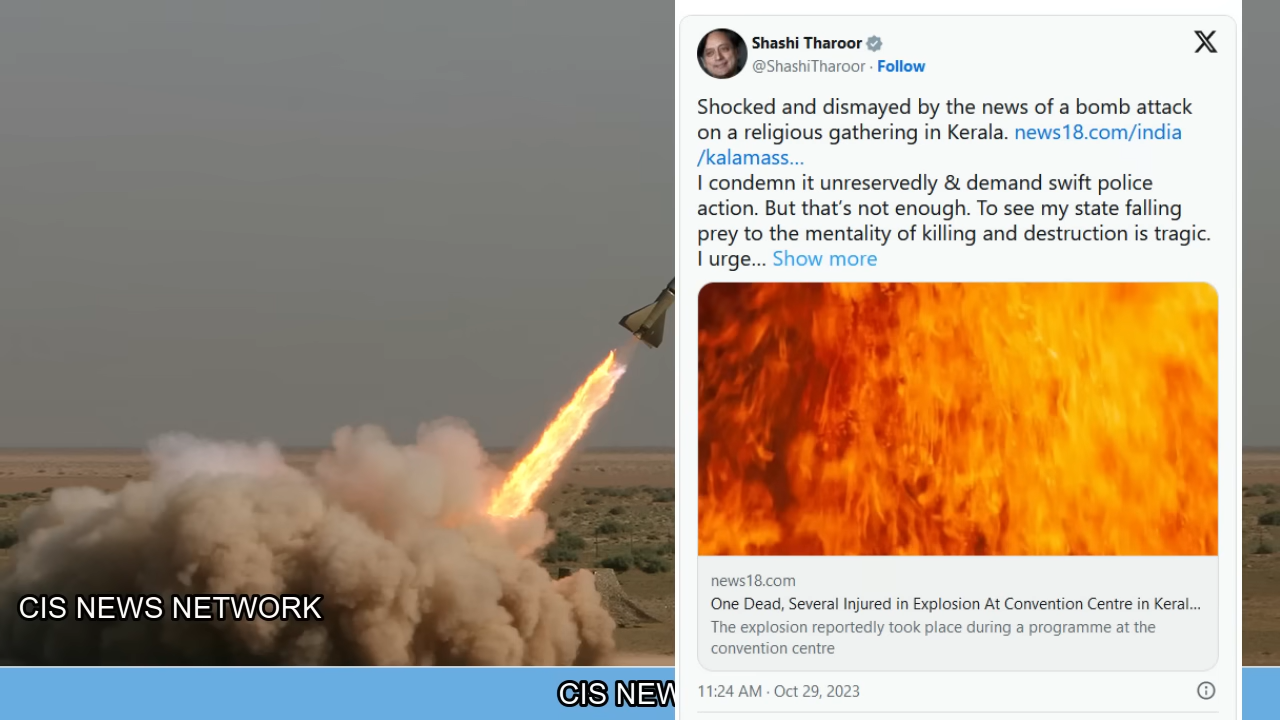 Shashi Tharoor
@ShashiTharoor · Follow
Shocked and dismayed by the news of a bomb attack
on a religious gathering in Kerala. news18.com/india
/kalamass...
I condemn it unreservedly & demand swift police
action. But that's not enough. To see my state falling
prey to the mentality of killing and destruction is tragic.
I urge... Show more
news18.com
One Dead, Several Injured in Explosion At Convention Centre in Keral...
The explosion reportedly took place during a programme at the
convention centre
11:24 AM · Oct 29, 2023
CIS NEWS NETWORK
CIS NEW